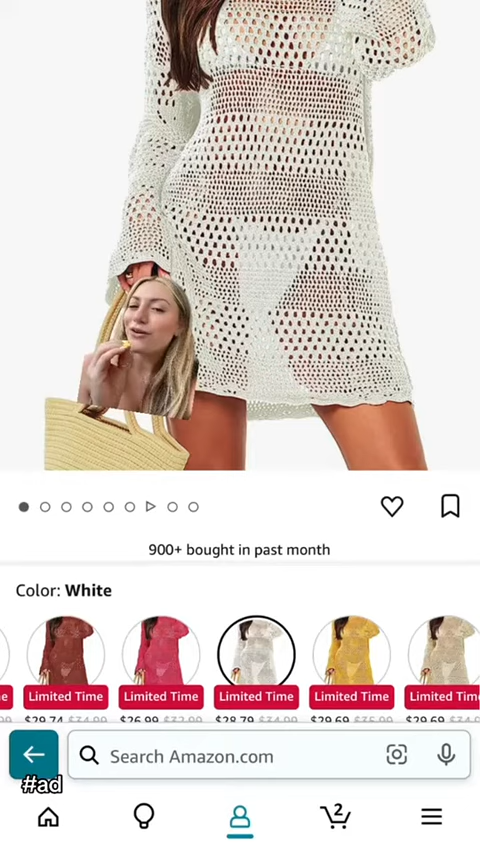 900+ bought in past month
Color: White
Limited Time
Limited Time
Limited Time
Limited Time
Limited Time
$29.74 $34.99
$26.99 $32.99
$28.79 $34.99
$29.69 $35.99
$29.69
Search Amazon.com
#ad
2